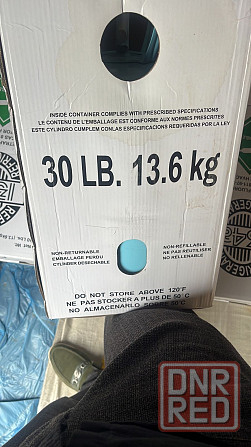 INSIDE CONTAINER COMPLIES WITH PRESCRIBED SPECIFICATIONS
LE CONTENU DE L'EMBALLAGE EST CONFORME AUX NORMES PRESCRITES
ESTE CYLINDRO CUMPLEM CONLAS ESPECIFICACIONES REQUERIDAS POR LA LEY
30 LB. 13.6 kg
NON-RETURNABLE
EMBALLAGE PERDU
CYLINDER DESECHABLE
NON-REFILLABLE
NE PAS REUTILISER
NO RELLENABLE
DO NOT STORE ABOVE 120°F
NE PAS STOCKER A PLUS DE 50°C
NO ALMACENARLO SOBRE 50°C
DNR
RED